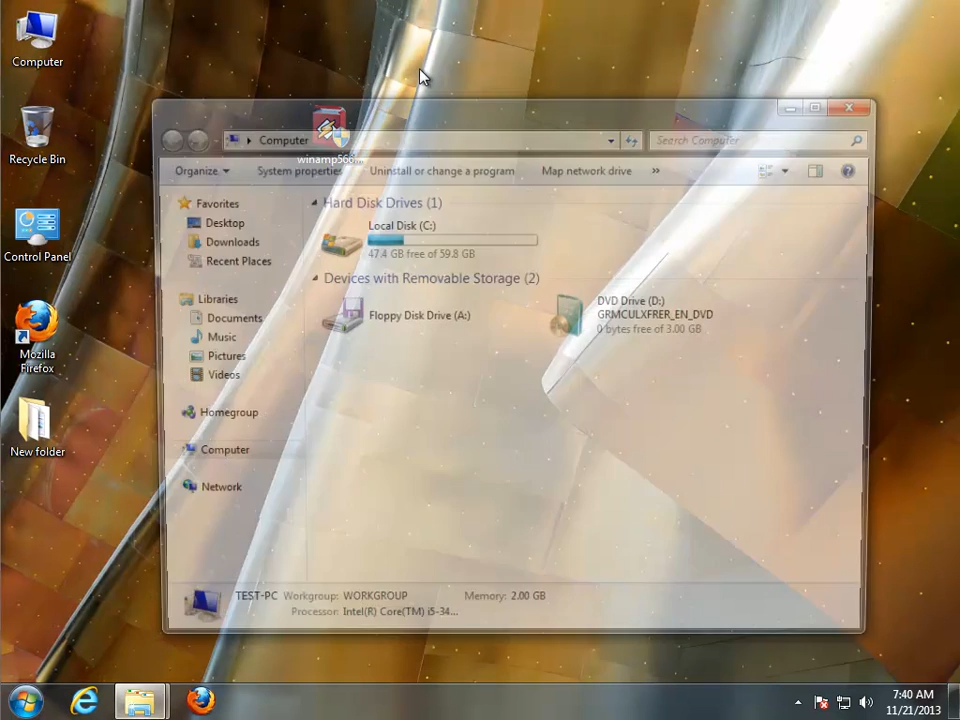 Computer
Recycle Bin
Control Panel
Mozilla
Firefox
New folder
Computer
Search Computer
Organize
System properties
Uninstall or change a program
Map network drive
»
Favorites
Desktop
Downloads
Recent Places
Libraries
Documents
Music
Pictures
Videos
Homegroup
Computer
Network
Hard Disk Drives (1)
Local Disk (C:)
47.4 GB free of 59.8 GB
Devices with Removable Storage (2)
Floppy Disk Drive (A:)
DVD Drive (D:)
GRMCULXFRER_EN_DVD
0 bytes free of 3.00 GB
TEST-PC Workgroup: WORKGROUP Memory: 2.00 GB
Processor: Intel(R) Core(TM) i5-34...
7:40 AM
11/21/2013